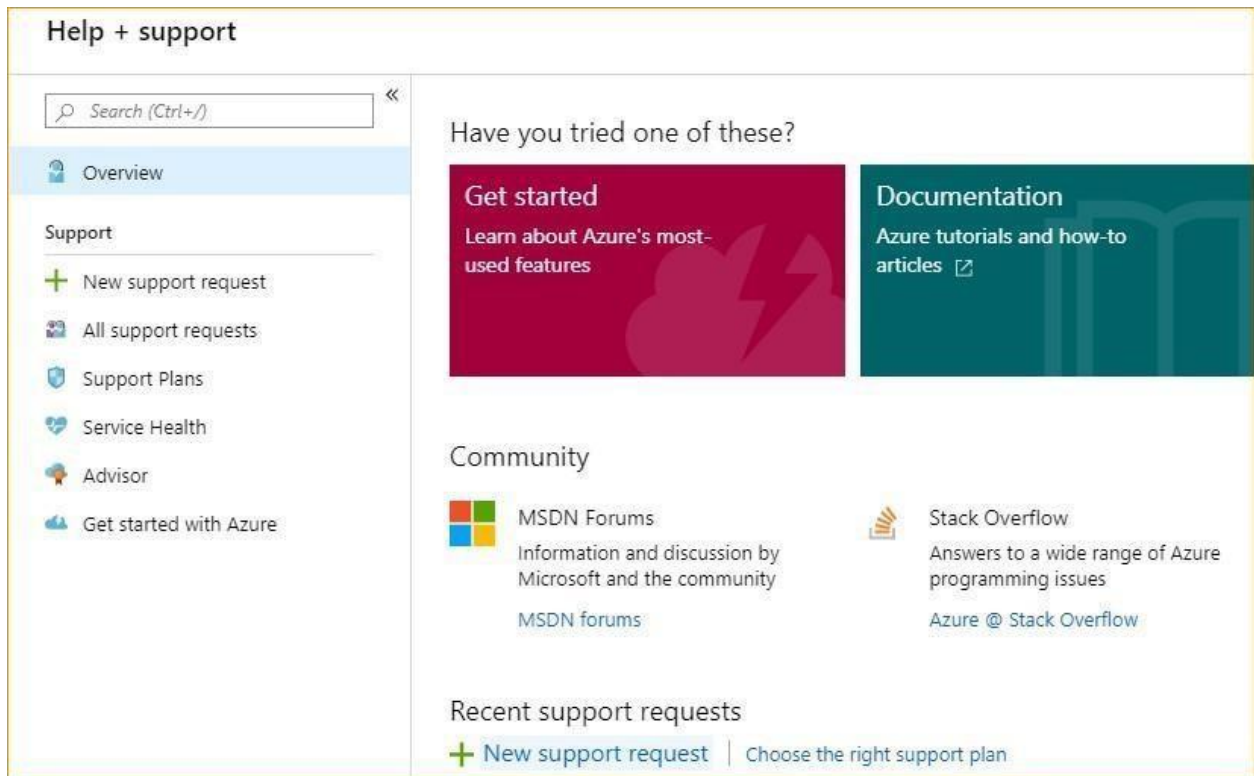 Help + support
Search (Ctrl+/)
«
Overview
Support
New support request
All support requests
Support Plans
Service Health
Advisor
Get started with Azure
Have you tried one of these?
Get started
Learn about Azure's most-
used features
Documentation
Azure tutorials and how-to
articles
Community
MSDN Forums
Information and discussion by
Microsoft and the community
MSDN forums
Stack Overflow
Answers to a wide range of Azure
programming issues
Azure @ Stack Overflow
Recent support requests
New support request | Choose the right support plan